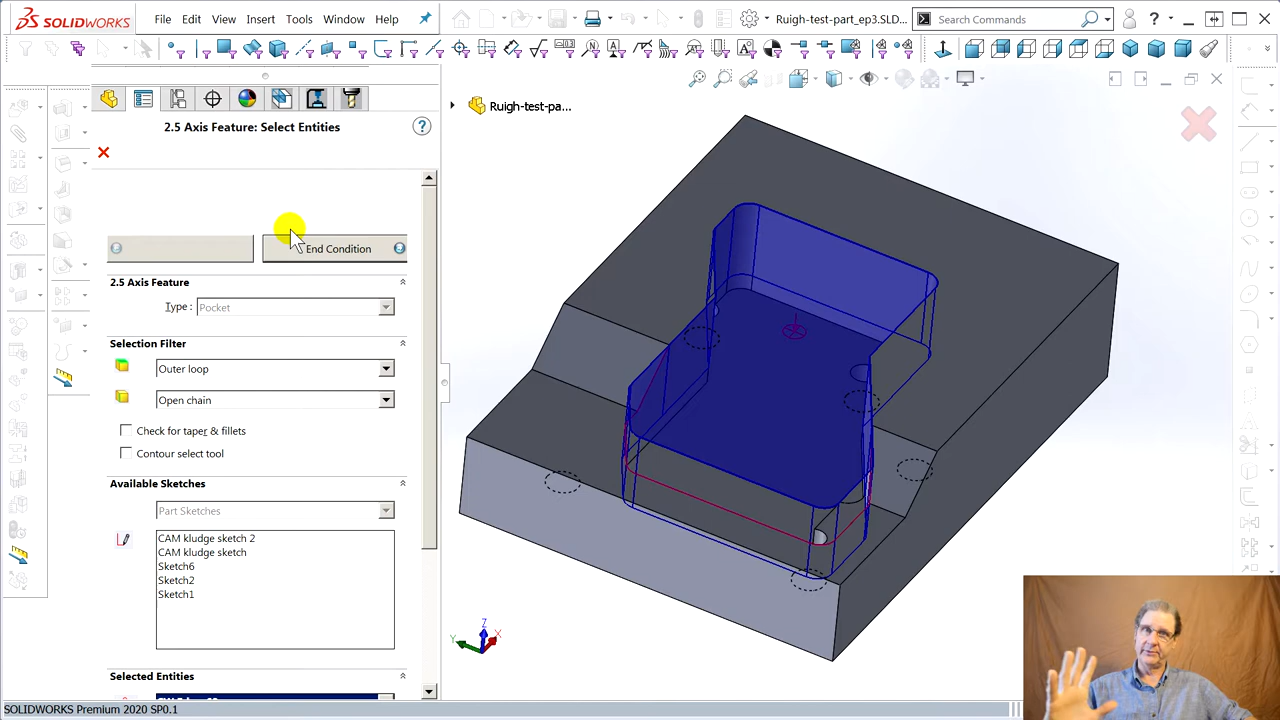 SOLIDWORKS File Edit View Insert Tools Window Help Ruigh-test-part_ep3.SLD... Search Commands
Ruigh-test-pa...
2.5 Axis Feature: Select Entities
End Condition
2.5 Axis Feature
Type : Pocket
Selection Filter
Outer loop
Open chain
Check for taper & fillets
Contour select tool
Available Sketches
Part Sketches
CAM kludge sketch 2
CAM kludge sketch
Sketch6
Sketch2
Sketch1
Selected Entities
Z
Y
X
SOLIDWORKS Premium 2020 SP0.1